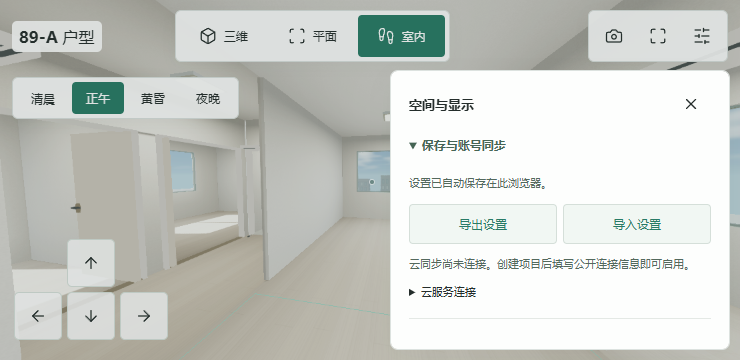 89-A 户型
三维
平面
室内
清晨
正午
黄昏
夜晚
空间与显示
保存与账号同步
设置已自动保存在此浏览器。
导出设置
导入设置
云同步尚未连接。创建项目后填写公开连接信息即可启用。
云服务连接